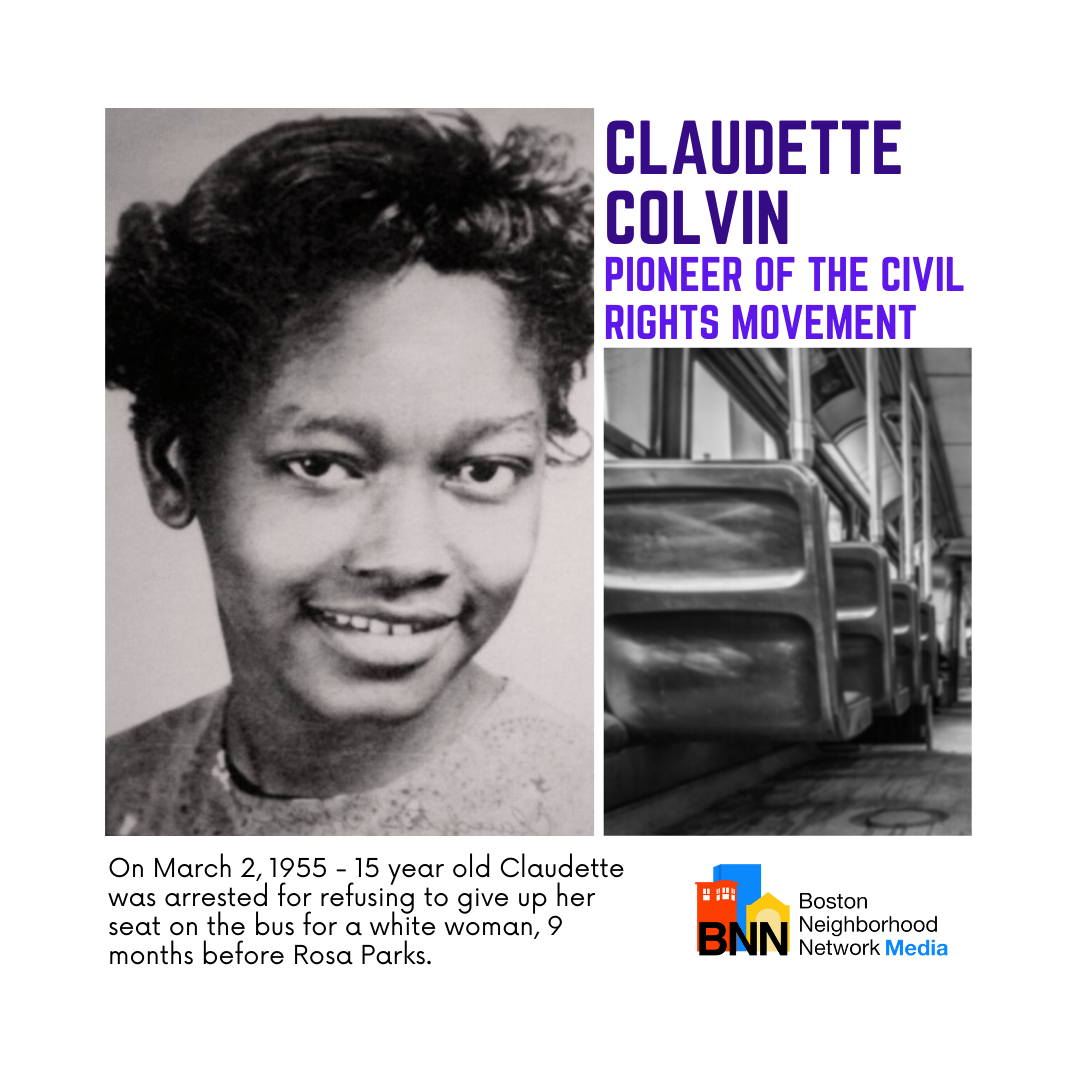 CLAUDETTE
COLVIN
PIONEER OF THE CIVIL
RIGHTS MOVEMENT
On March 2, 1955 - 15 year old Claudette
was arrested for refusing to give up her
seat on the bus for a white woman, 9
months before Rosa Parks.
BNN
Boston
Neighborhood
Network Media